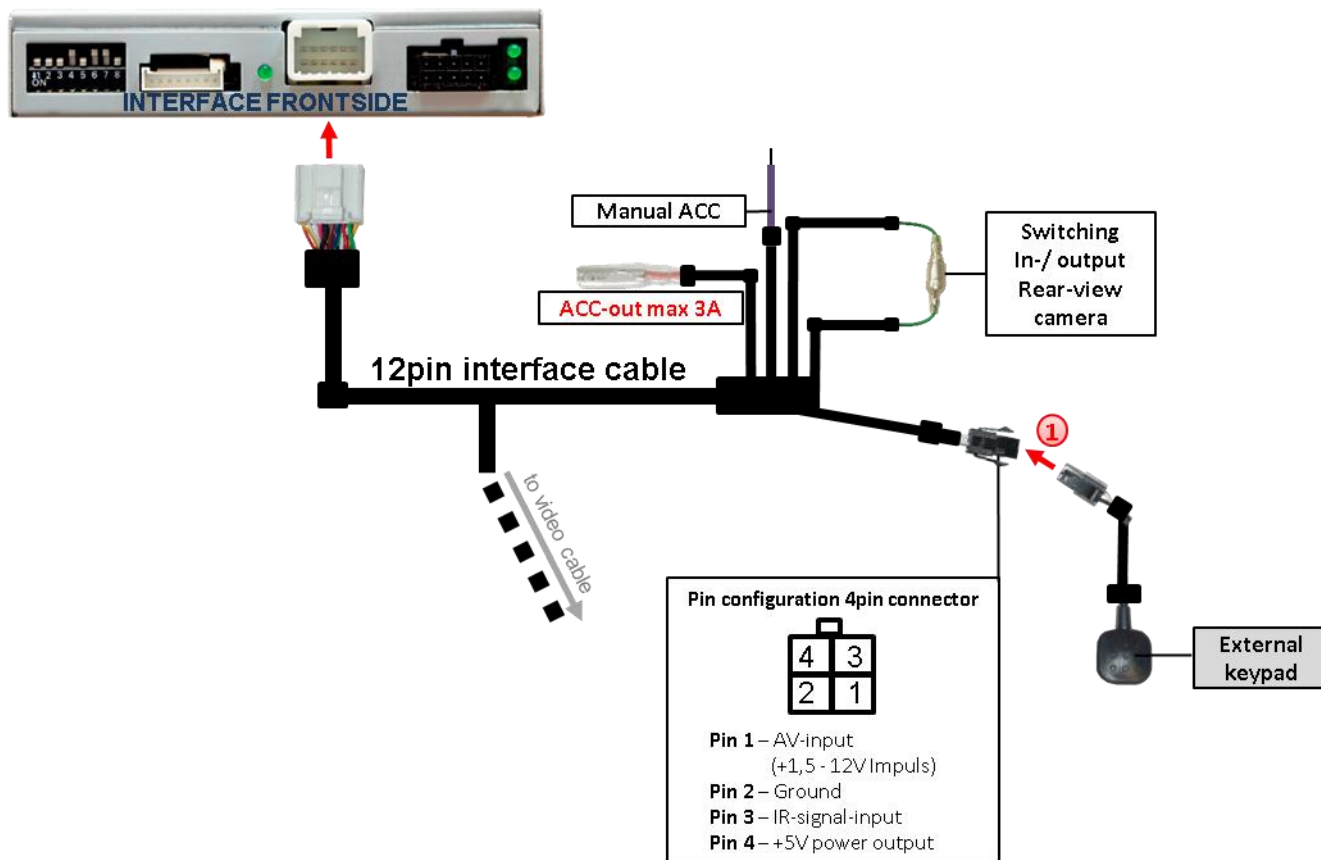 41 2 3 4 5 6 7 8
ON
INTERFACE FRONTSIDE
Manual ACC
ACC-out max 3A
Switching
In-/ output
Rear-view
camera
12pin interface cable
1
to video cable
Pin configuration 4pin connector
4 3
2 1
Pin 1 – AV-input
(+1,5 - 12V Impuls)
Pin 2 – Ground
Pin 3 – IR-signal-input
Pin 4 – +5V power output
External
keypad